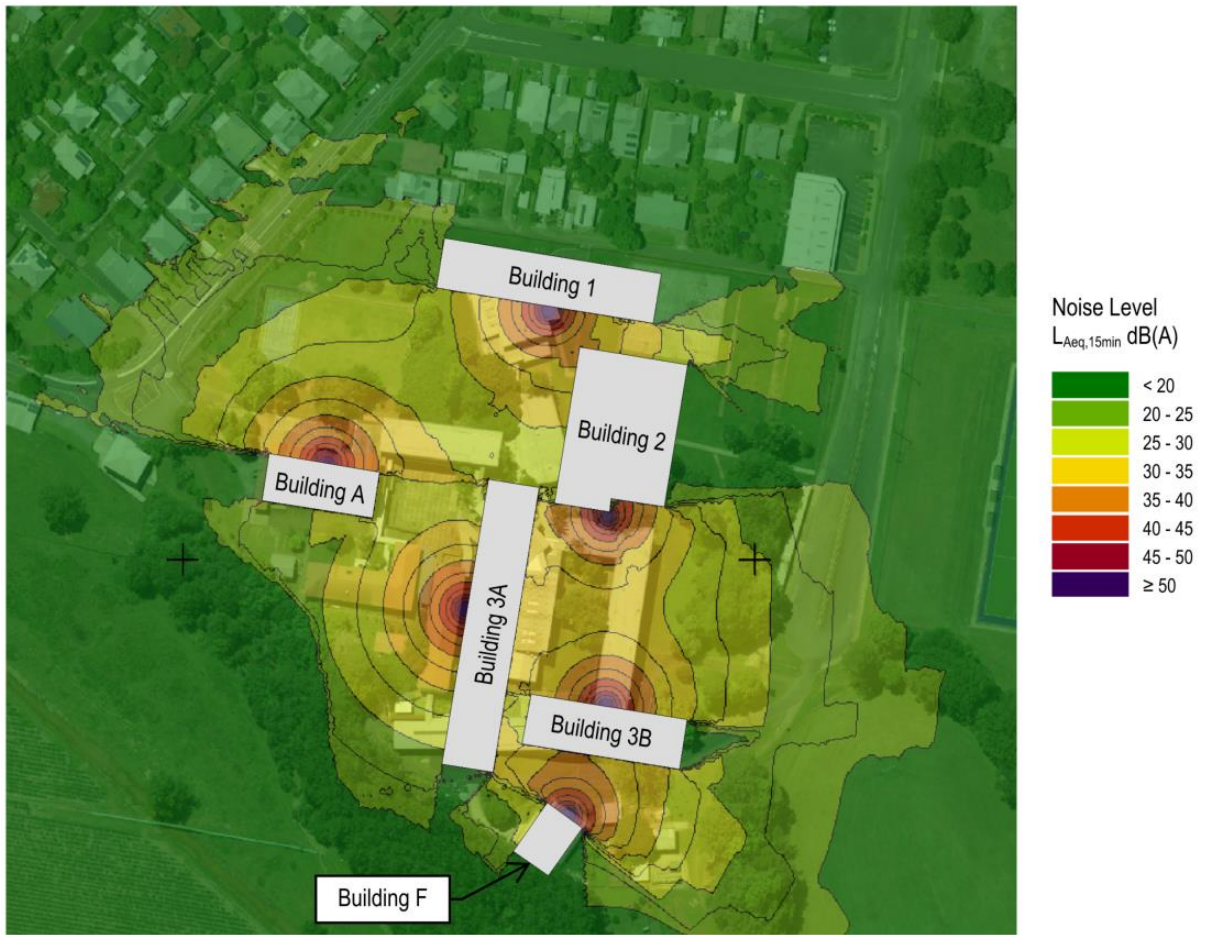 Building 1
Building 2
Building A
Building 3A
Building 3B
Building F
Noise Level
LAeq,15min dB(A)
< 20
20 - 25
25 - 30
30 - 35
35 - 40
40 - 45
45 - 50
≥ 50